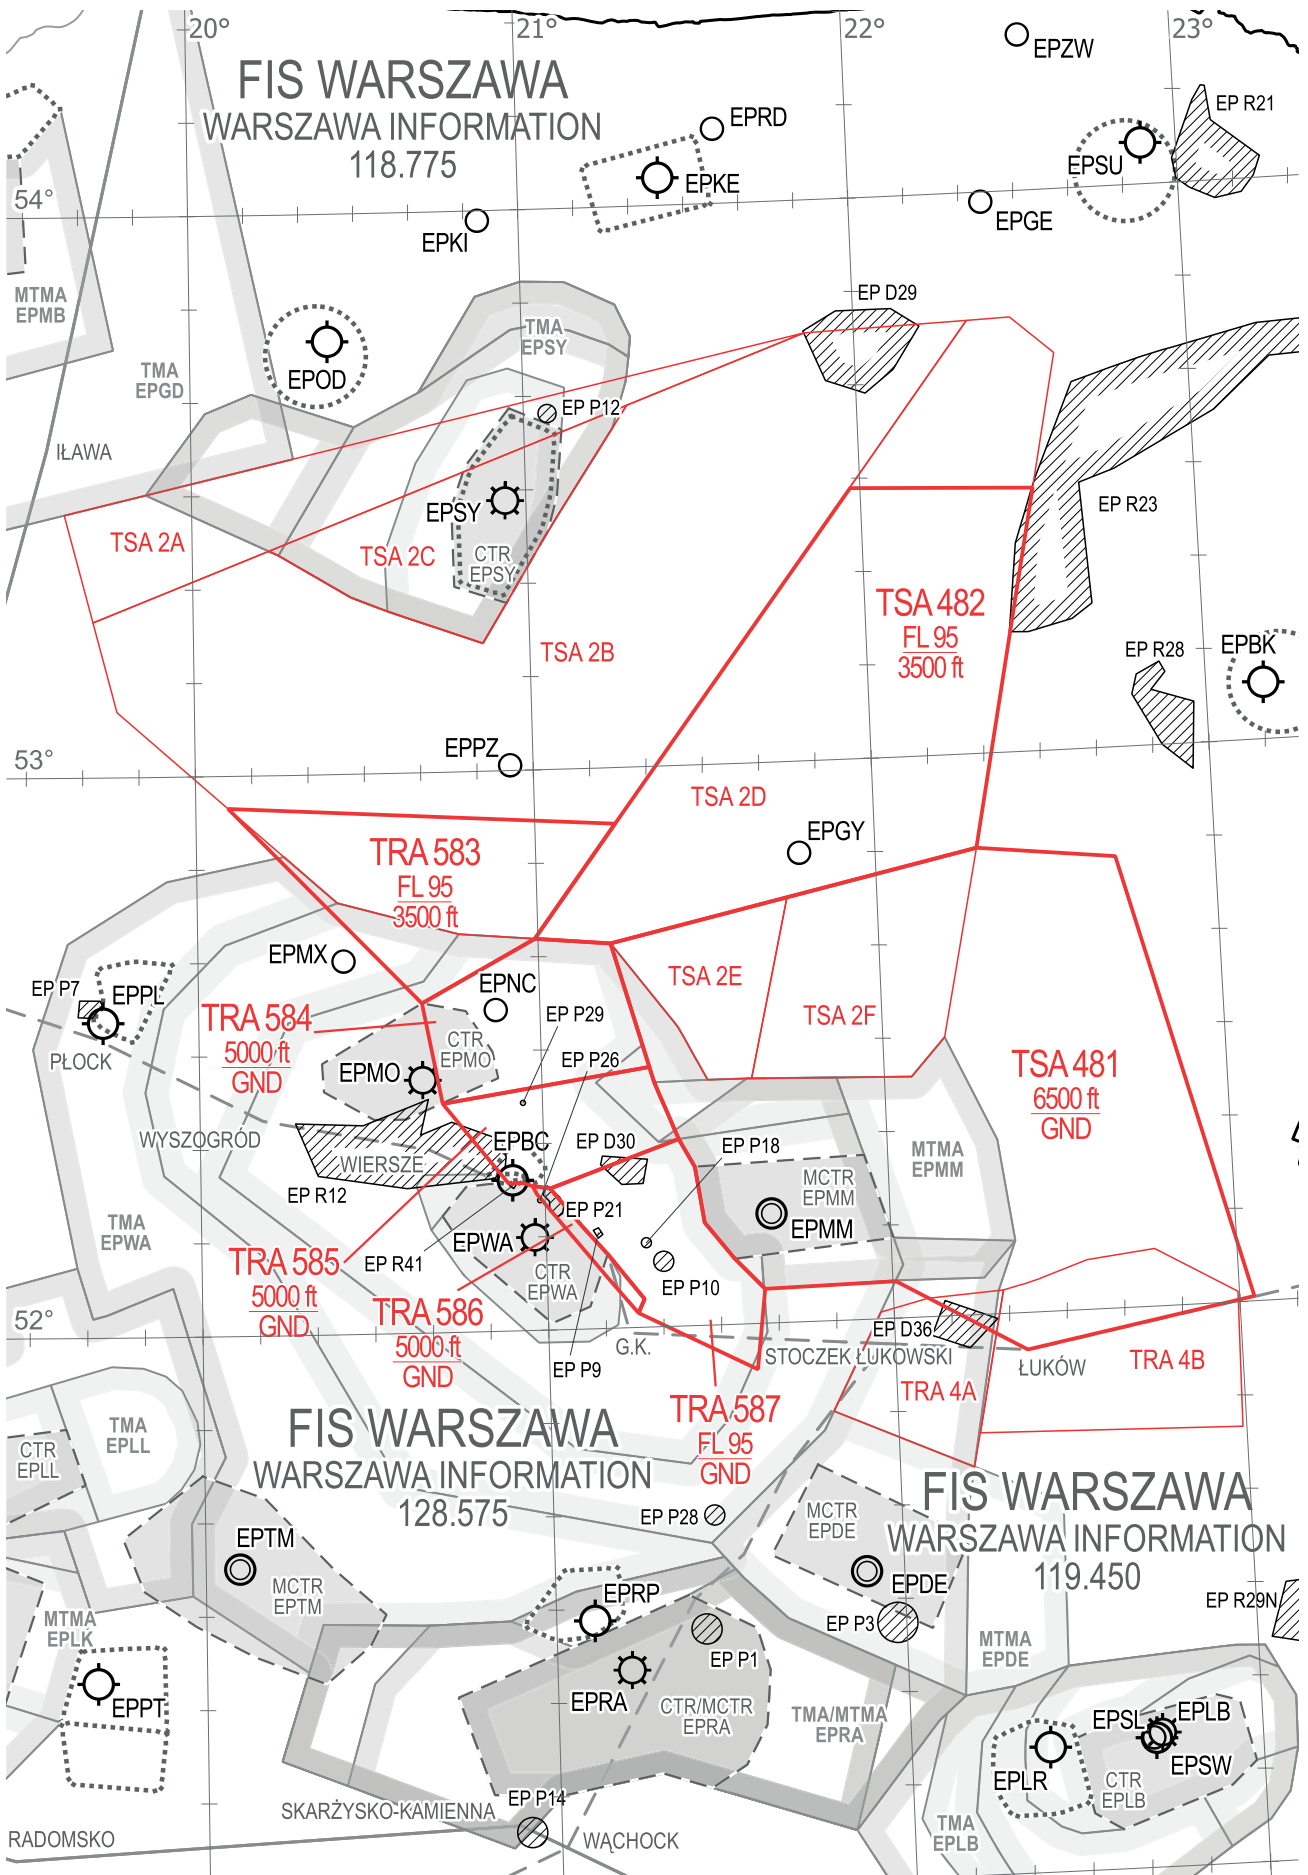 20°
21°
22°
23°
EPZW
FIS WARSZAWA
WARSZAWA INFORMATION
118.775
EPRD
EP R21
EPSU
EPKE
54°
EPKI
EPGE
MTMA
EPMB
EP D29
TMA
EPSY
TMA
EPGD
EPOD
EP P12
IŁAWA
EPSY
EP R23
TSA 2A
TSA 2C
CTR
EPSY
TSA 482
FL 95
3500 ft
TSA 2B
EP R28
EPBK
53°
EPPZ
TSA 2D
EPGY
TRA 583
FL 95
3500 ft
EPMX
EPNC
TSA 2E
TSA 2F
EP P7
EPPL
TRA 584
5000 ft
GND
CTR
EPMO
EP P29
EP P26
PŁOCK
EPMO
TSA 481
6500 ft
GND
WYSZOGRÓD
WIERSZE
EPBC
EP D30
EP P18
MTMA
EPMM
MCTR
EPMM
EP R12
EP P21
EPMM
TMA
EPWA
EPWA
EP R41
TRA 585
5000 ft
GND
CTR
EPWA
EP P10
TRA 586
5000 ft
GND
52°
EP D36
G.K.
STOCZEK ŁUKOWSKI
EP P9
ŁUKÓW
TRA 4B
TRA 4A
TRA 587
FL 95
GND
FIS WARSZAWA
WARSZAWA INFORMATION
128.575
TMA
EPLL
CTR
EPLL
FIS WARSZAWA
WARSZAWA INFORMATION
119.450
EP P28
MCTR
EPDE
EPTM
MCTR
EPTM
EPDE
EPRP
EP R29N
MTMA
EPLK
EP P3
EP P1
MTMA
EPDE
EPPT
EPRA
CTR/MCTR
EPRA
TMA/MTMA
EPRA
EPSL
EPLB
EPSW
EPLR
CTR
EPLB
EP P14
SKARŻYSKO-KAMIENNA
TMA
EPLB
RADOMSKO
WĄCHOCK